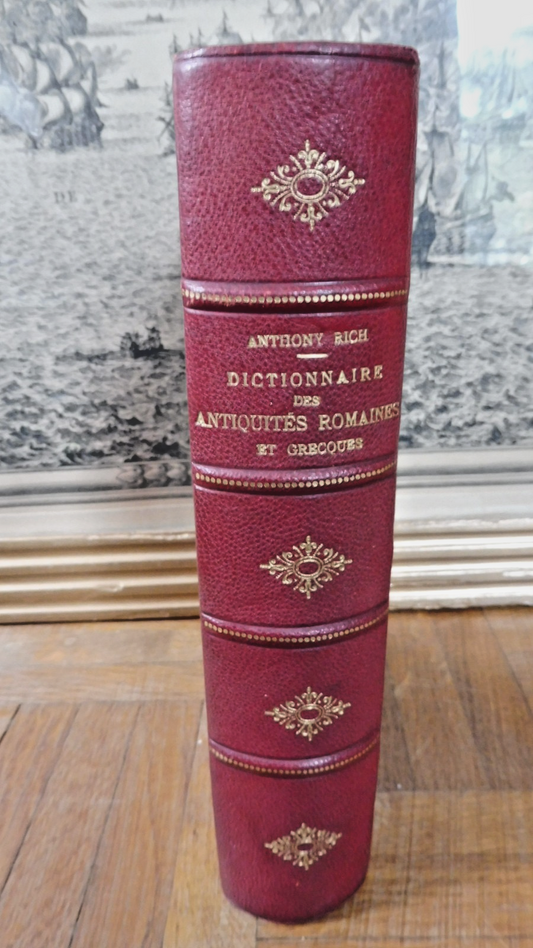 ANTHONY RICH
DICTIONNAIRE
DES
ANTIQUITÉS ROMAINES
ET GRECQUES